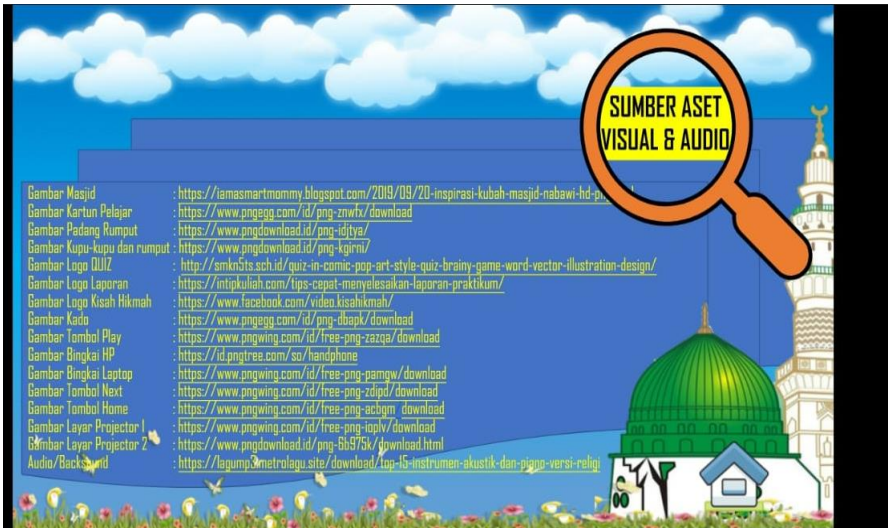 SUMBER ASET
VISUAL & AUDIO
Gambar Masjid : https://iamasmartmommy.blogspot.com/2019/09/20-inspirasi-kubah-masjid-nabawi-hd-
Gambar Kartun Pelajar : https://www.pngegg.com/id/png-znwfx/download
Gambar Padang Rumput : https://www.pngdownload.id/png-idjtya/
Gambar Kupu-kupu dan rumput : https://www.pngdownload.id/png-kgirni/
Gambar Logo QUIZ : http://smkn5ts.sch.id/quiz-in-comic-pop-art-style-quiz-brainy-game-word-vector-illustration-design/
Gambar Logo Laporan : https://intipkuliah.com/tips-cepat-menyelesaikan-laporan-praktikum/
Gambar Logo Kisah Hikmah : https://www.facebook.com/video.kisahikmah/
Gambar Kado : https://www.pngegg.com/id/png-dbapk/download
Gambar Tombol Play : https://www.pngwing.com/id/free-png-zazqa/download
Gambar Bingkai HP : https://id.pngtree.com/so/handphone
Gambar Bingkai Laptop : https://www.pngwing.com/id/free-png-pamgw/download
Gambar Tombol Next : https://www.pngwing.com/id/free-png-zdipd/download
Gambar Tombol Home : https://www.pngwing.com/id/free-png-acbgm/download
Gambar Layar Projector 1 : https://www.pngwing.com/id/free-png-ioplv/download
Gambar Layar Projector 2 : https://www.pngdownload.id/png-6b975k/download.html
Audio/Backsound : https://lagump3metrolagu.site/download/top-15-instrumen-akustik-dan-piano-versi-religi